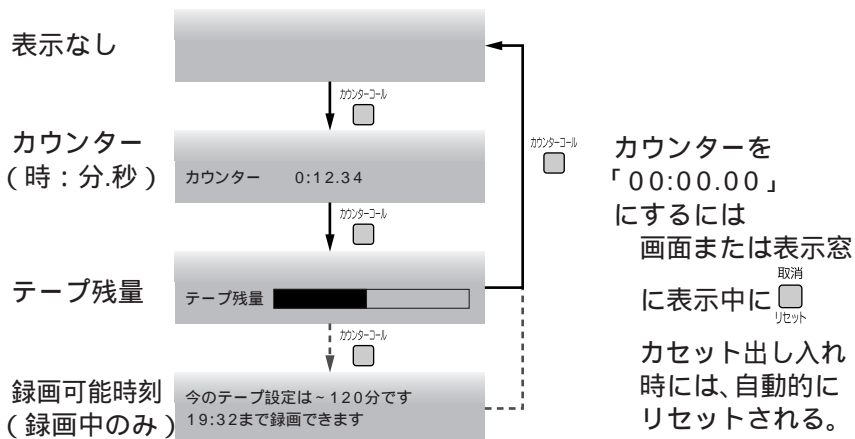 表示なし
カウンターコール
カウンター
(時:分.秒)
カウンター 0:12.34
カウンターコール
テープ残量
テープ残量
カウンターコール
録画可能時刻
(録画中のみ)
今のテープ設定は~120分です
19:32まで録画できます
カウンターコール
カウンターを
「00:00.00」
にするには
画面または表示窓
取消
に表示中に
リセット
カセット出し入れ
時には、自動的に
リセットされる。